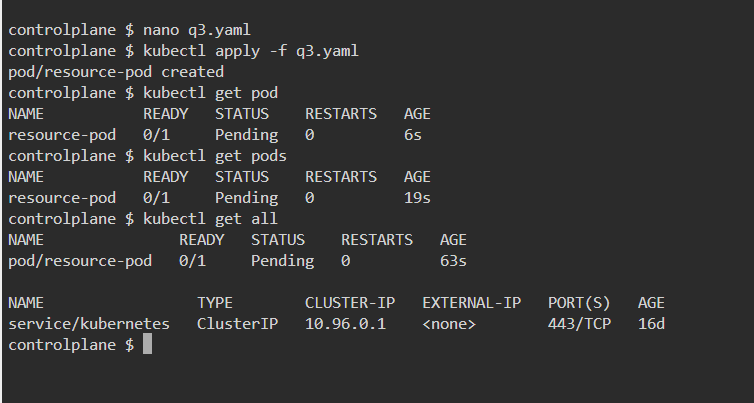 controlplane $ nano q3.yaml
controlplane $ kubectl apply -f q3.yaml
pod/resource-pod created
controlplane $ kubectl get pod
NAME           READY   STATUS    RESTARTS   AGE
resource-pod   0/1     Pending   0          6s
controlplane $ kubectl get pods
NAME           READY   STATUS    RESTARTS   AGE
resource-pod   0/1     Pending   0          19s
controlplane $ kubectl get all
NAME               READY   STATUS    RESTARTS   AGE
pod/resource-pod   0/1     Pending   0          63s
NAME                 TYPE        CLUSTER-IP   EXTERNAL-IP   PORT(S)   AGE
service/kubernetes   ClusterIP   10.96.0.1    <none>        443/TCP   16d
controlplane $